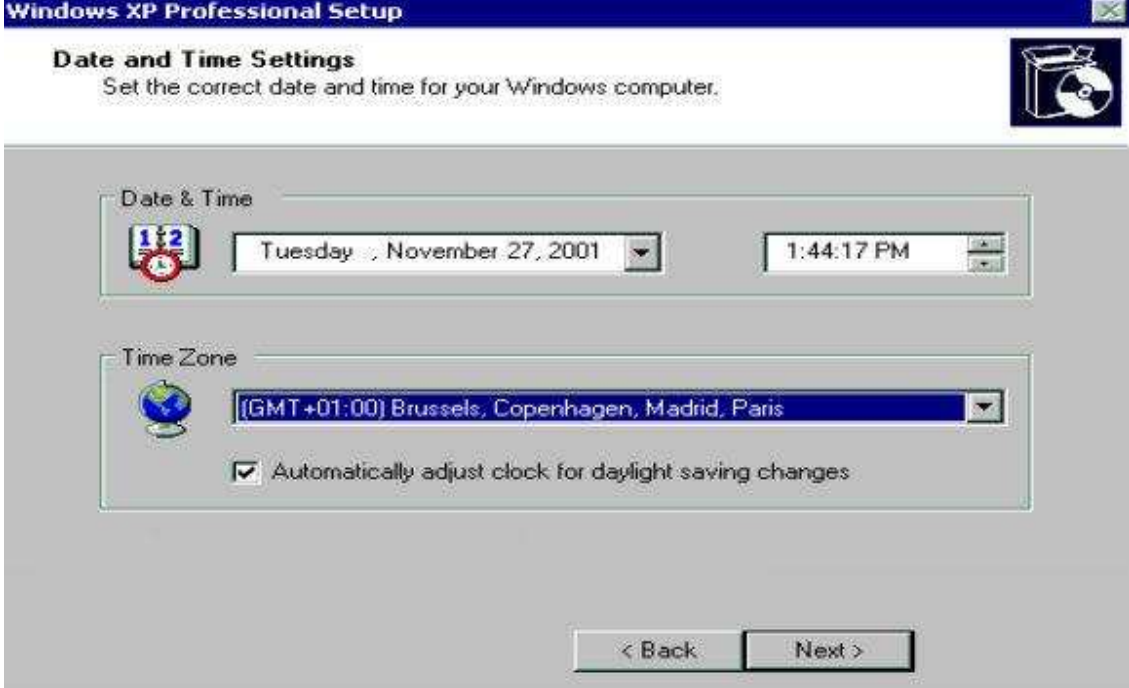 Windows XP Professional Setup
Date and Time Settings
Set the correct date and time for your Windows computer.
Date & Time
1 2
Tuesday , November 27, 2001
1:44:17 PM
Time Zone
(GMT+01:00) Brussels, Copenhagen, Madrid, Paris
Automatically adjust clock for daylight saving changes
< Back
Next >